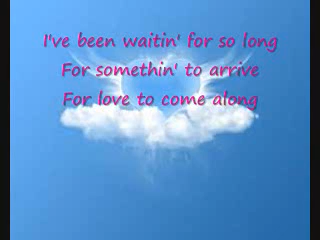 I've been waitin' for so long
For somethin' to arrive
For love to come along